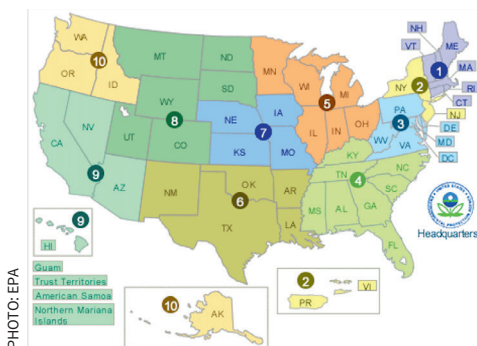 WA
OR
ID
10
MT
ND
SD
WY
8
UT
CO
CA
NV
AZ
9
NE
IA
KS
MO
7
MN
WI
MI
5
IL
IN
OH
NM
OK
AR
6
TX
LA
KY
TN
4
NC
SC
MS
AL
GA
FL
NY
2
NJ
PA
3
WV
VA
DE
MD
DC
NH
VT
ME
1
MA
RI
CT
UNITED STATES
Headquarters
9
HI
Guam
Trust Territories
American Samoa
Northern Mariana
Islands
10
AK
2
PR
VI
PHOTO: EPA